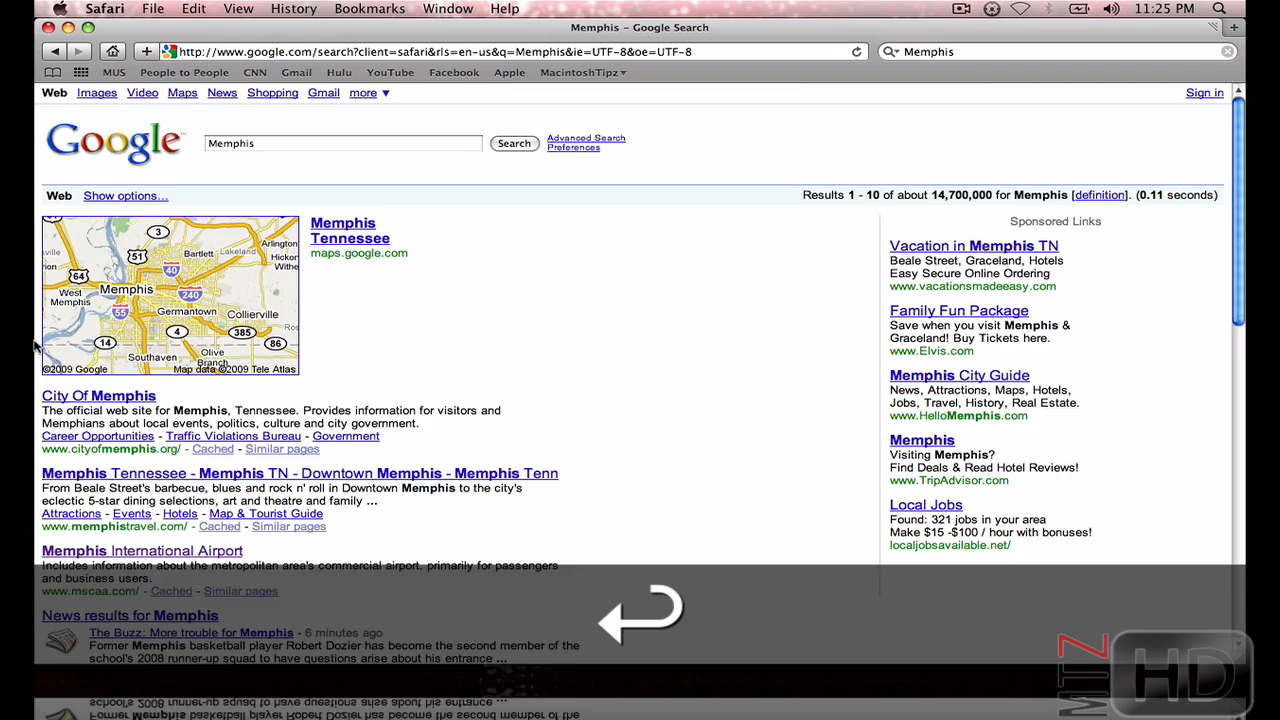 Safari File Edit View History Bookmarks Window Help 11:25 PM
Memphis – Google Search
http://www.google.com/search?client=safari&rls=en-us&q=Memphis&ie=UTF-8&oe=UTF-8 Memphis
MUS People to People CNN Gmail Hulu YouTube Facebook Apple MacintoshTipz
Web Images Video Maps News Shopping Gmail more Sign in
Google Memphis Search Advanced Search
Preferences
Web Show options... Results 1 - 10 of about 14,700,000 for Memphis [definition]. (0.11 seconds)
3
51
Bartlett
Lakeland
Arlington
Hickory
Withe
64
40
West
Memphis
Memphis
240
55
Germantown
Collierville
4
385
14
86
Southaven
Olive
Branch
©2009 Google Map data ©2009 Tele Atlas
Memphis
Tennessee
maps.google.com
City Of Memphis
The official web site for Memphis, Tennessee. Provides information for visitors and
Memphians about local events, politics, culture and city government.
Career Opportunities - Traffic Violations Bureau - Government
www.cityofmemphis.org/ - Cached - Similar pages
Memphis Tennessee - Memphis TN - Downtown Memphis - Memphis Tenn
From Beale Street's barbecue, blues and rock n' roll in Downtown Memphis to the city's
eclectic 5-star dining selections, art and theatre and family ...
Attractions - Events - Hotels - Map & Tourist Guide
www.memphistravel.com/ - Cached - Similar pages
Memphis International Airport
Includes information about the metropolitan area's commercial airport, primarily for passengers
and business users.
www.mscaa.com/ - Cached - Similar pages
News results for Memphis
The Buzz: More trouble for Memphis - 6 minutes ago
Former Memphis basketball player Robert Dozier has become the second member of the
school's 2008 runner-up squad to have questions arise about his entrance ...
Sponsored Links
Vacation in Memphis TN
Beale Street, Graceland, Hotels
Easy Secure Online Ordering
www.vacationsmadeeasy.com
Family Fun Package
Save when you visit Memphis &
Graceland! Buy Tickets here.
www.Elvis.com
Memphis City Guide
News, Attractions, Maps, Hotels,
Jobs, Travel, History, Real Estate.
www.HelloMemphis.com
Memphis
Visiting Memphis?
Find Deals & Read Hotel Reviews!
www.TripAdvisor.com
Local Jobs
Found: 321 jobs in your area
Make $15 -$100 / hour with bonuses!
localjobsavailable.net/
MTZ HD